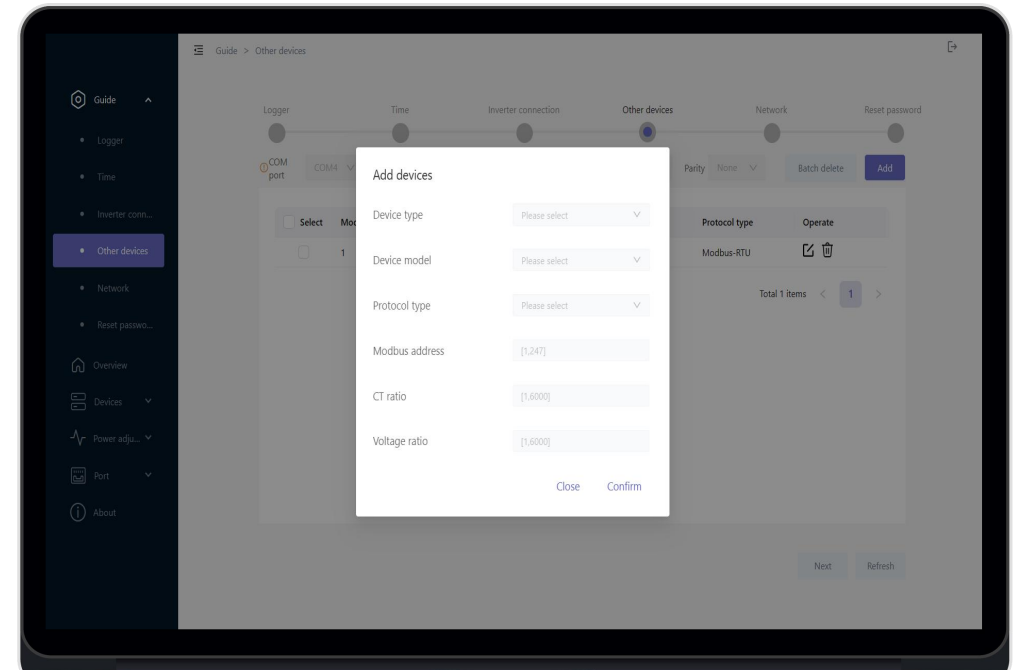 Guide > Other devices
Guide
Logger
Time
Inverter conn...
Other devices
Network
Reset passwo...
Overview
Devices
Power adju...
Port
About
Logger
Time
Inverter connection
Other devices
Network
Reset password
COM port
COM4
Parity
None
Batch delete
Add
Select
Protocol type
Operate
1
Modbus-RTU
Total 1 items
1
Add devices
Device type
Please select
Device model
Please select
Protocol type
Please select
Modbus address
[1,247]
CT ratio
[1,6000]
Voltage ratio
[1,6000]
Close
Confirm
Next
Refresh